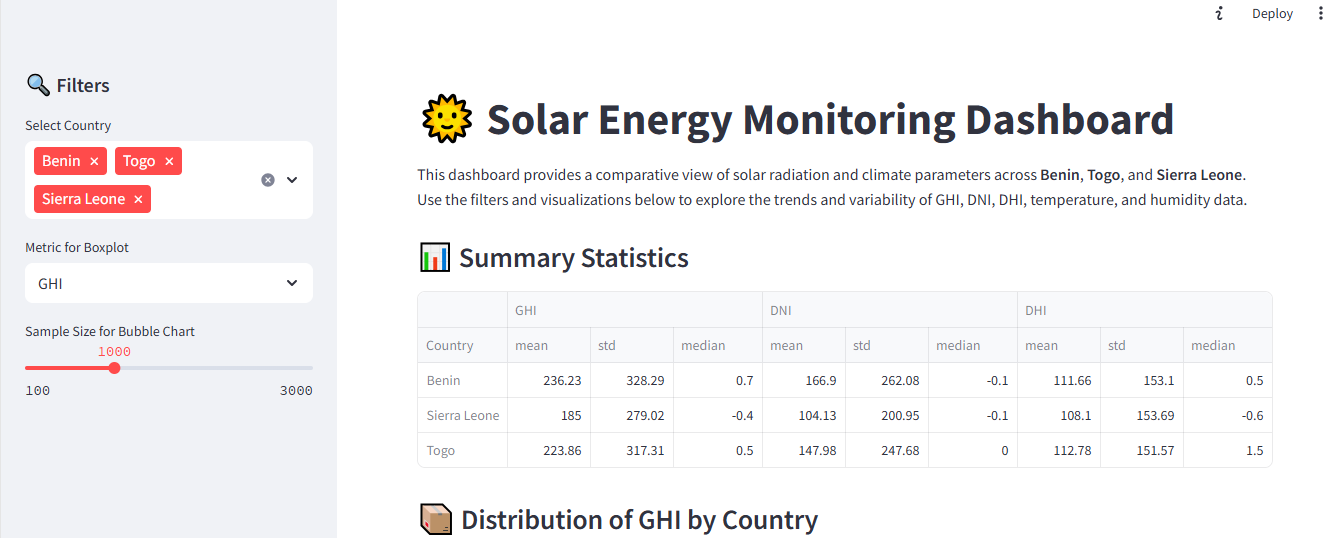 Deploy
Filters
Select Country
Benin × Togo ×
Sierra Leone ×
Metric for Boxplot
GHI
Sample Size for Bubble Chart
1000
100 3000
Solar Energy Monitoring Dashboard
This dashboard provides a comparative view of solar radiation and climate parameters across Benin, Togo, and Sierra Leone.
Use the filters and visualizations below to explore the trends and variability of GHI, DNI, DHI, temperature, and humidity data.
Summary Statistics
GHI DNI DHI
Country mean std median mean std median mean std median
Benin 236.23 328.29 0.7 166.9 262.08 -0.1 111.66 153.1 0.5
Sierra Leone 185 279.02 -0.4 104.13 200.95 -0.1 108.1 153.69 -0.6
Togo 223.86 317.31 0.5 147.98 247.68 0 112.78 151.57 1.5
Distribution of GHI by Country